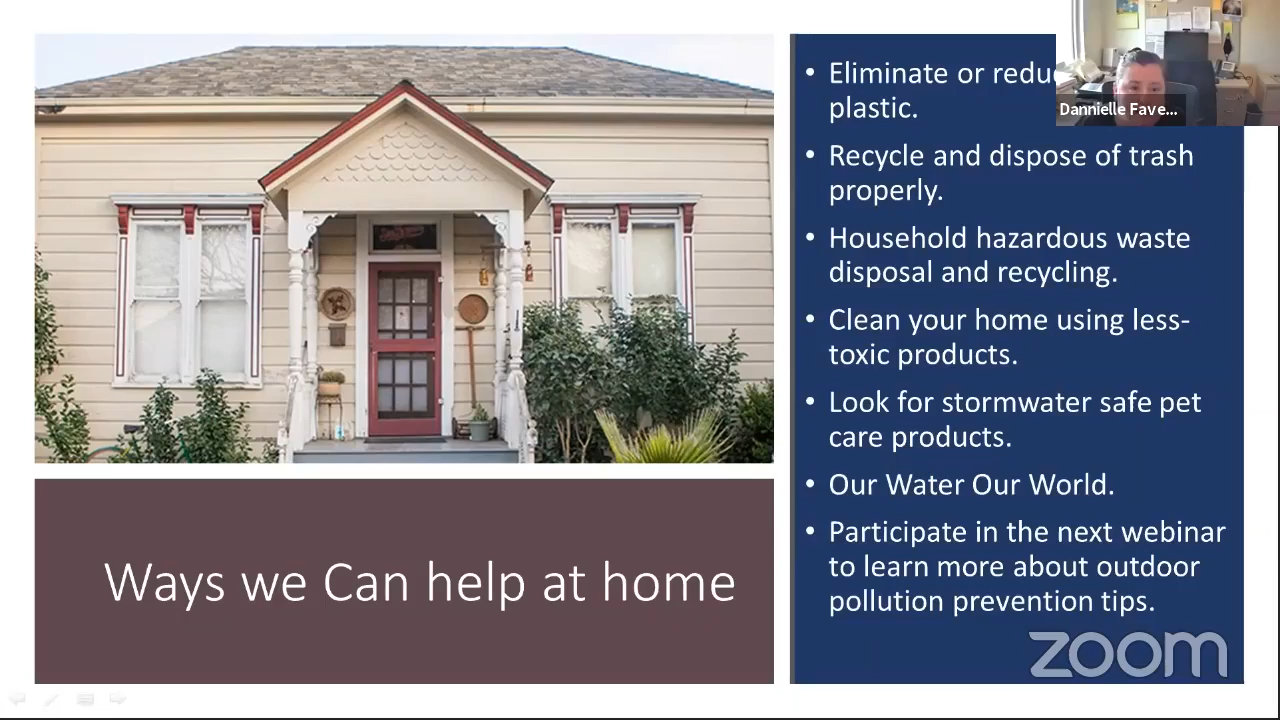 Eliminate or redu
plastic.
Recycle and dispose of trash
properly.
Household hazardous waste
disposal and recycling.
Clean your home using less-
toxic products.
Look for stormwater safe pet
care products.
Our Water Our World.
Participate in the next webinar
to learn more about outdoor
pollution prevention tips.
Dannielle Fave...
Ways we Can help at home
zoom